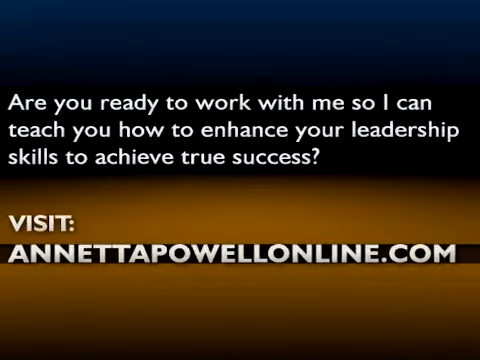 Are you ready to work with me so I can
teach you how to enhance your leadership
skills to achieve true success?
VISIT:
ANNETTAPOWELLONLINE.COM